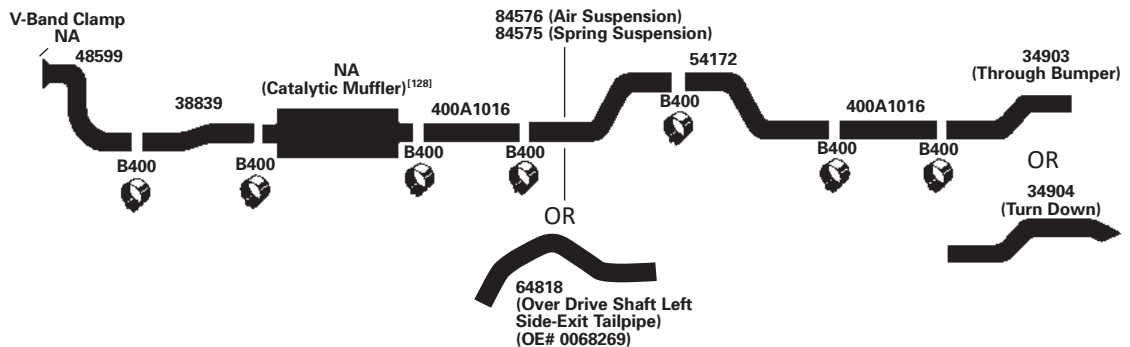 V-Band Clamp
NA
48599
38839
NA
(Catalytic Muffler)[128]
400A1016
84576 (Air Suspension)
84575 (Spring Suspension)
54172
400A1016
34903
(Through Bumper)
B400
B400
B400
B400
B400
B400
B400
OR
34904
(Turn Down)
OR
64818
(Over Drive Shaft Left
Side-Exit Tailpipe)
(OE# 0068269)